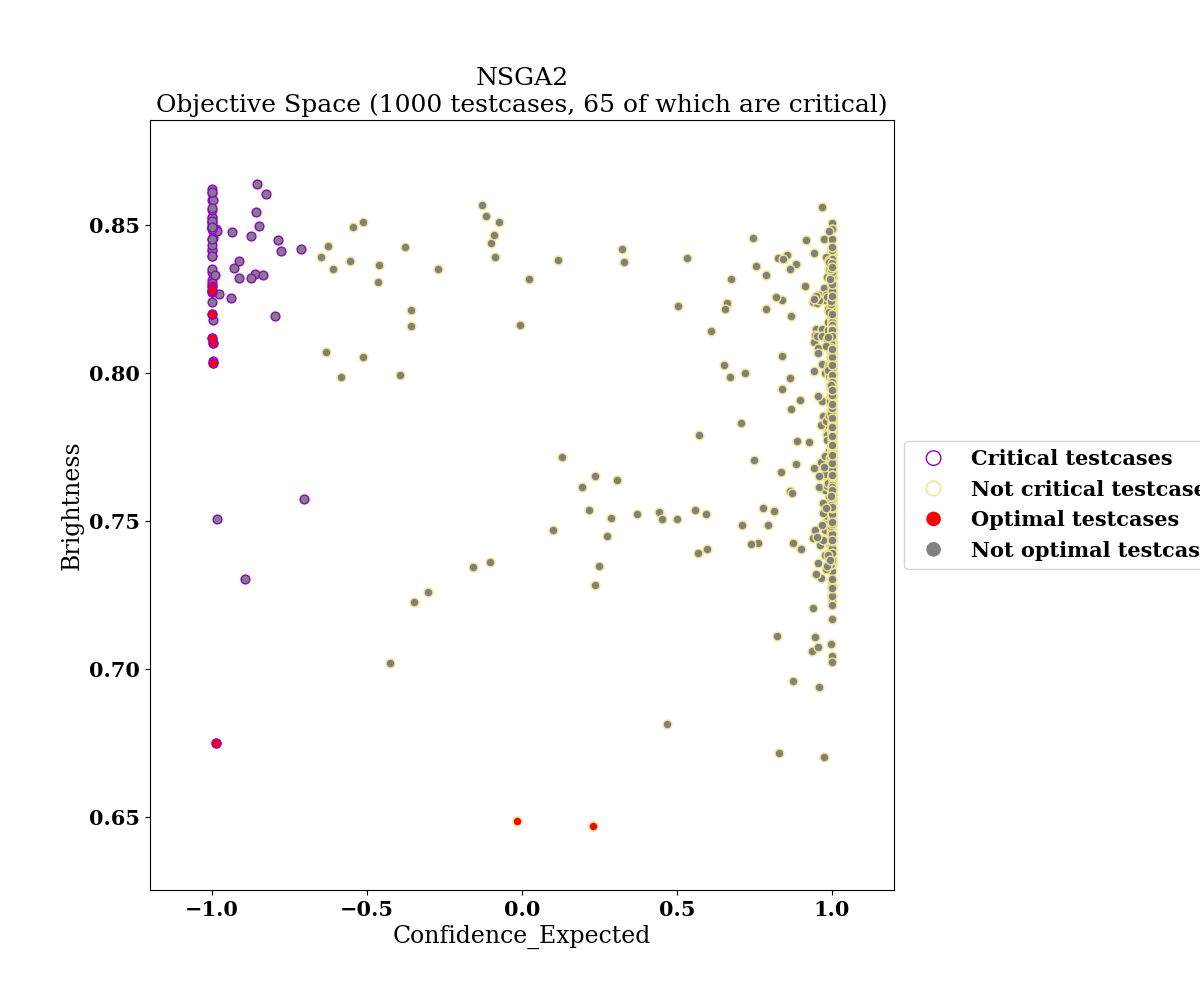 NSGA2
Objective Space (1000 testcases, 65 of which are critical)
0.85
0.80
0.75
0.70
0.65
Brightness
−1.0
−0.5
0.0
0.5
1.0
Confidence_Expected
Critical testcases
Not critical testcase
Optimal testcases
Not optimal testcas